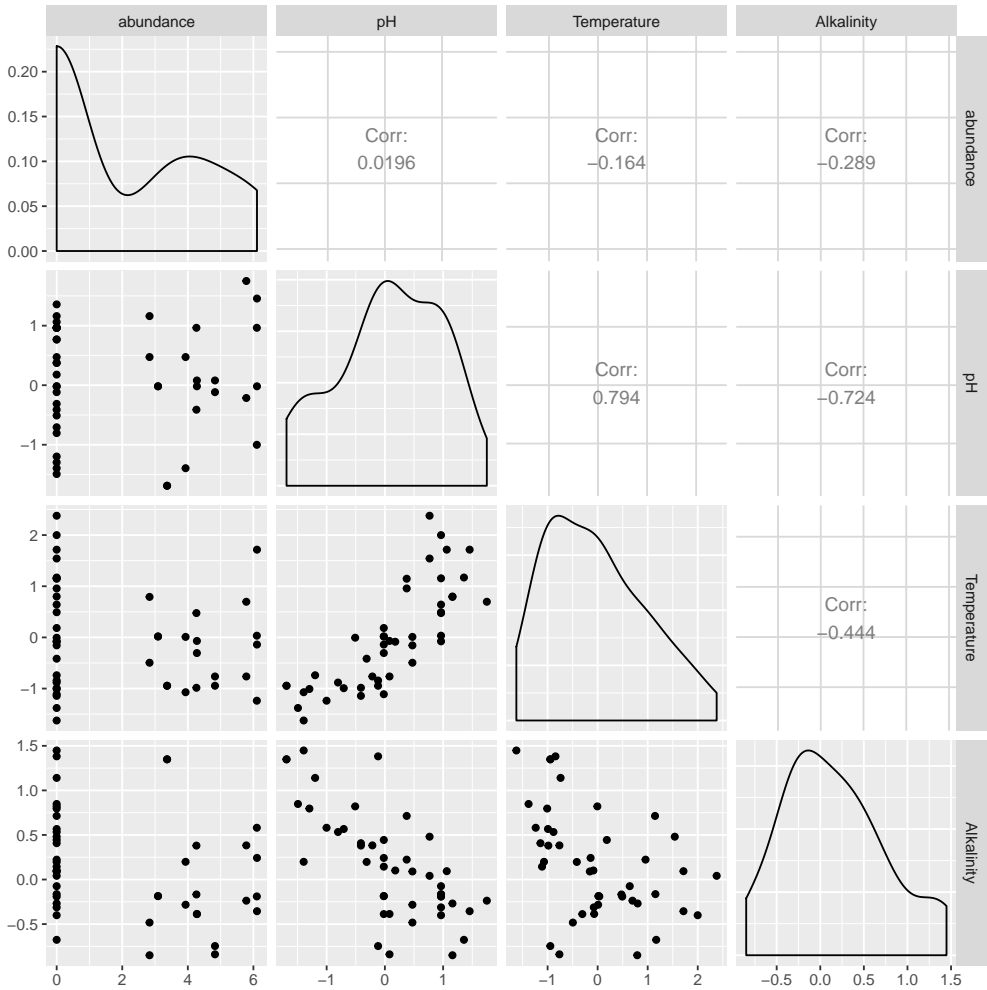 abundance
pH
Temperature
Alkalinity
0.20
0.15
0.10
0.05
0.00
Corr:
0.0196
Corr:
−0.164
Corr:
−0.289
abundance
1
0
−1
Corr:
0.794
Corr:
−0.724
pH
2
1
0
−1
Corr:
−0.444
Temperature
1.5
1.0
0.5
0.0
−0.5
Alkalinity
0 2 4 6
−1 0 1
−1 0 1 2
−0.5 0.0 0.5 1.0 1.5